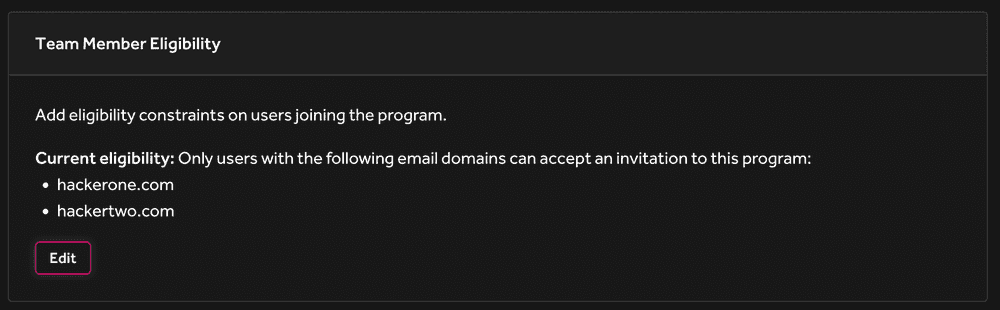 Team Member Eligibility
Add eligibility constraints on users joining the program.
Current eligibility: Only users with the following email domains can accept an invitation to this program:
• hackerone.com
• hackertwo.com
Edit